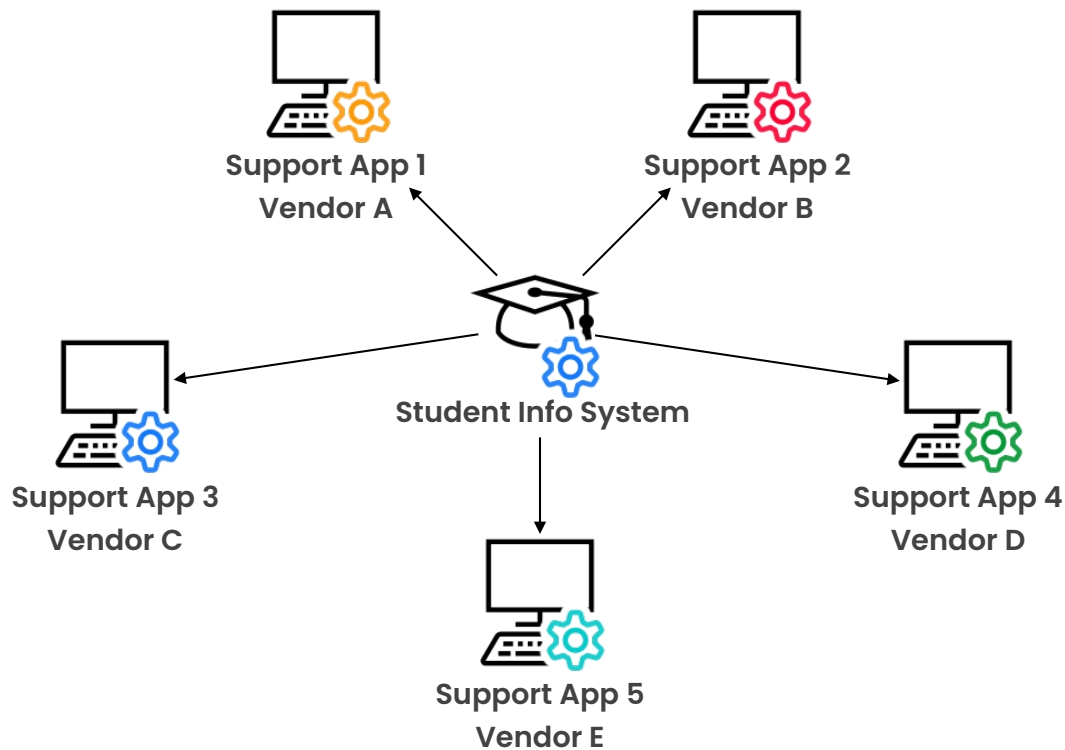 Support App 1
Vendor A
Support App 2
Vendor B
Student Info System
Support App 3
Vendor C
Support App 4
Vendor D
Support App 5
Vendor E